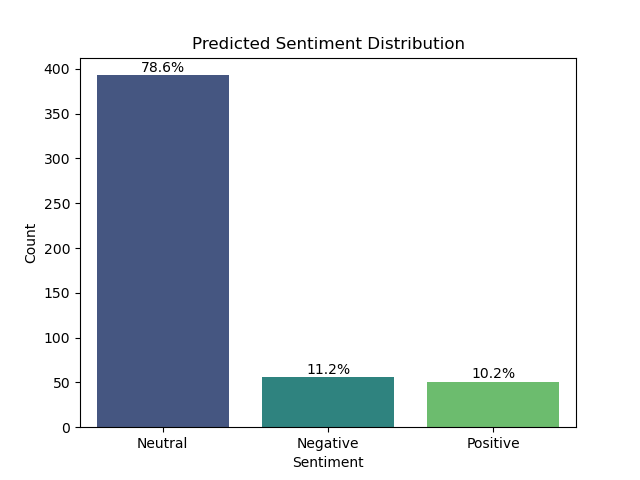 Predicted Sentiment Distribution
400
350
300
250
200
150
100
50
0
Count
78.6%
11.2%
10.2%
Neutral
Negative
Positive
Sentiment